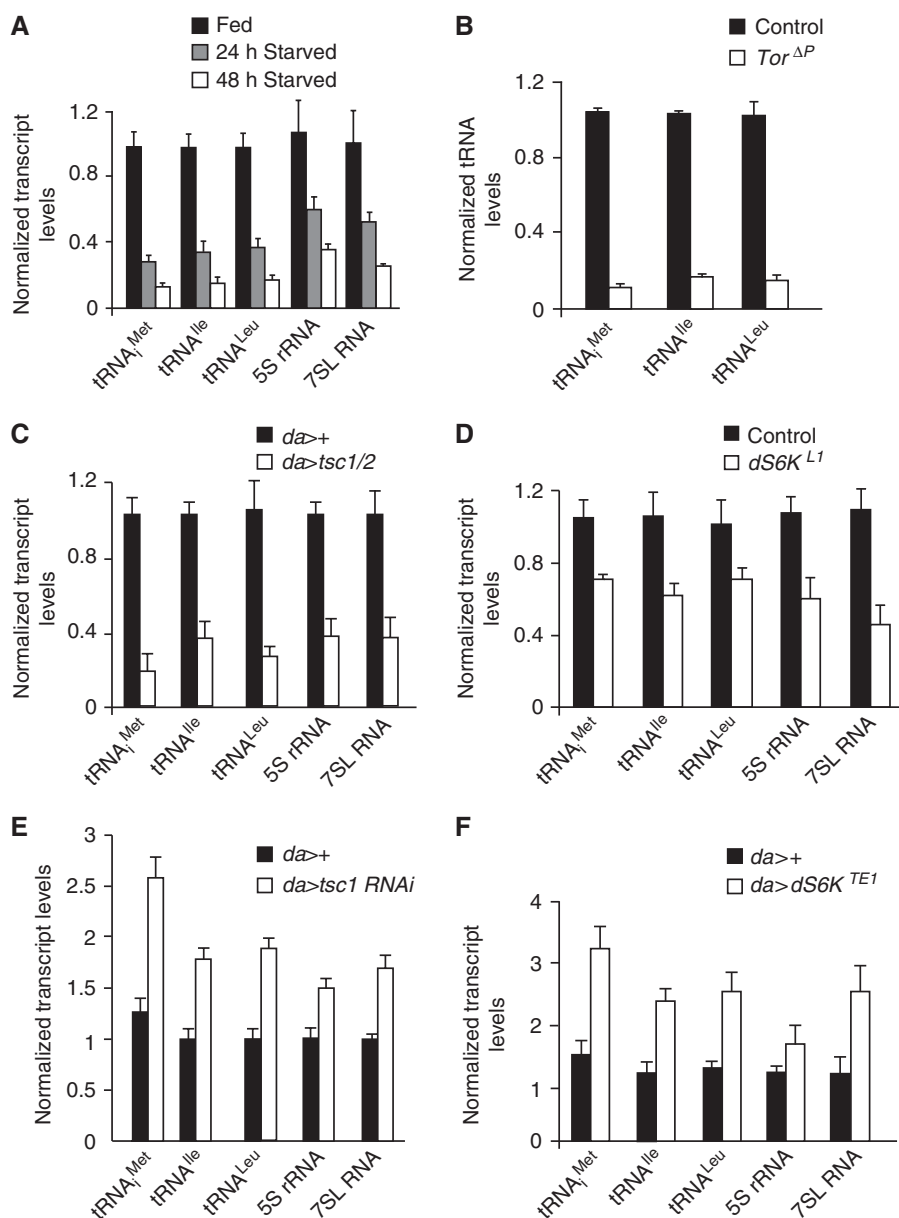 A
Fed
24 h Starved
48 h Starved
Normalized transcript
levels
1.2
0.8
0.4
0
tRNAᵢᴹᵉᵗ
tRNAᴵˡᵉ
tRNAᴸᵉᵘ
5S rRNA
7SL RNA
B
Control
Tor ΔP
Normalized tRNA
levels
1.2
0.8
0.4
0
tRNAᵢᴹᵉᵗ
tRNAᴵˡᵉ
tRNAᴸᵉᵘ
C
da>+
da>tsc1/2
Normalized transcript
levels
1.2
0.8
0.4
0
tRNAᵢᴹᵉᵗ
tRNAᴵˡᵉ
tRNAᴸᵉᵘ
5S rRNA
7SL RNA
D
Control
dS6K L1
Normalized transcript
levels
1.2
0.8
0.4
0
tRNAᵢᴹᵉᵗ
tRNAᴵˡᵉ
tRNAᴸᵉᵘ
5S rRNA
7SL RNA
E
da>+
da>tsc1 RNAi
Normalized transcript levels
3
2.5
2
1.5
1
0.5
0
tRNAᵢᴹᵉᵗ
tRNAᴵˡᵉ
tRNAᴸᵉᵘ
5S rRNA
7SL RNA
F
da>+
da>dS6K TE1
Normalized transcript
levels
4
3
2
1
0
tRNAᵢᴹᵉᵗ
tRNAᴵˡᵉ
tRNAᴸᵉᵘ
5S rRNA
7SL RNA